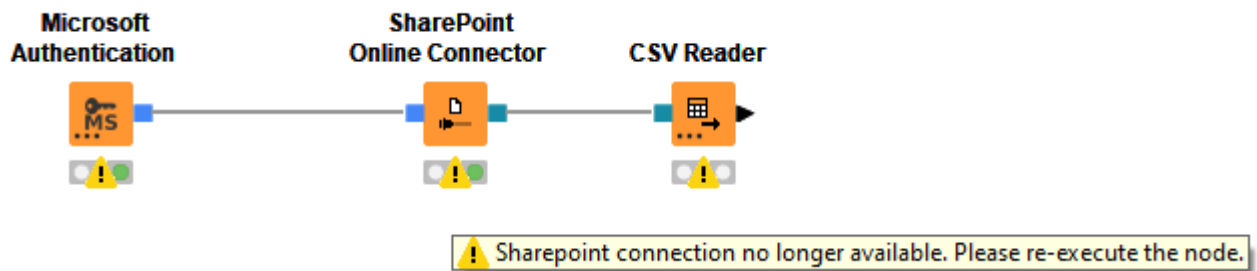 Microsoft
Authentication
SharePoint
Online Connector
CSV Reader
MS
Sharepoint connection no longer available. Please re-execute the node.